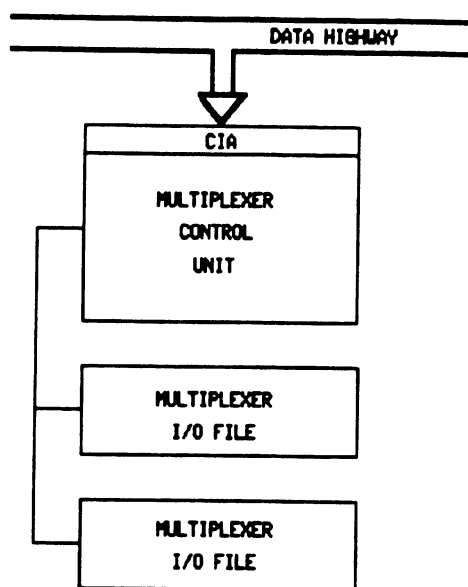 DATA HIGHWAY
CIA
MULTIPLEXER
CONTROL
UNIT
MULTIPLEXER
I/O FILE
MULTIPLEXER
I/O FILE